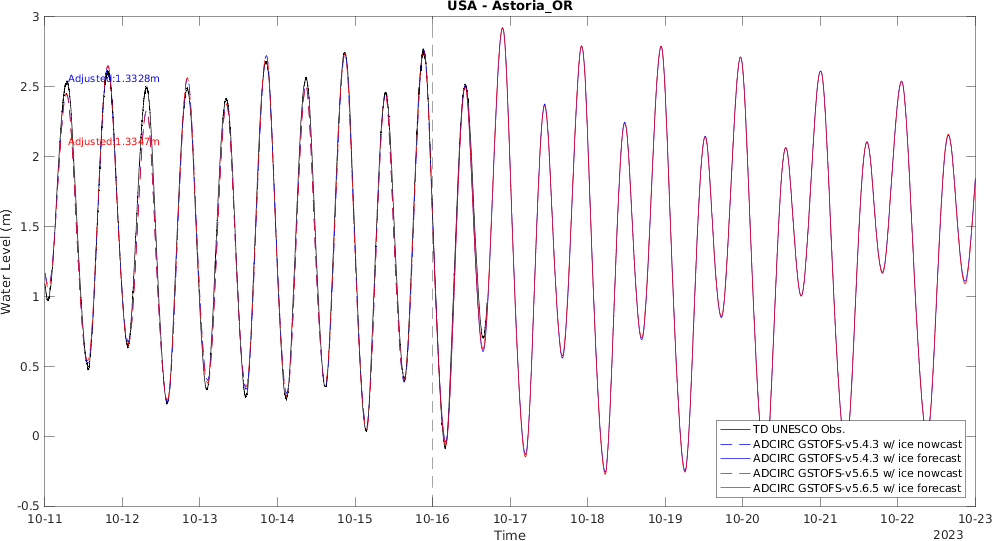 USA - Astoria_OR
3
2.5
2
1.5
1
0.5
0
-0.5
Water Level (m)
Adjusted:1.3328m
Adjusted:1.3347m
TD UNESCO Obs.
ADCIRC GSTOFS-v5.4.3 w/ ice nowcast
ADCIRC GSTOFS-v5.4.3 w/ ice forecast
ADCIRC GSTOFS-v5.6.5 w/ ice nowcast
ADCIRC GSTOFS-v5.6.5 w/ ice forecast
10-11 10-12 10-13 10-14 10-15 10-16 10-17 10-18 10-19 10-20 10-21 10-22 10-23
Time
2023